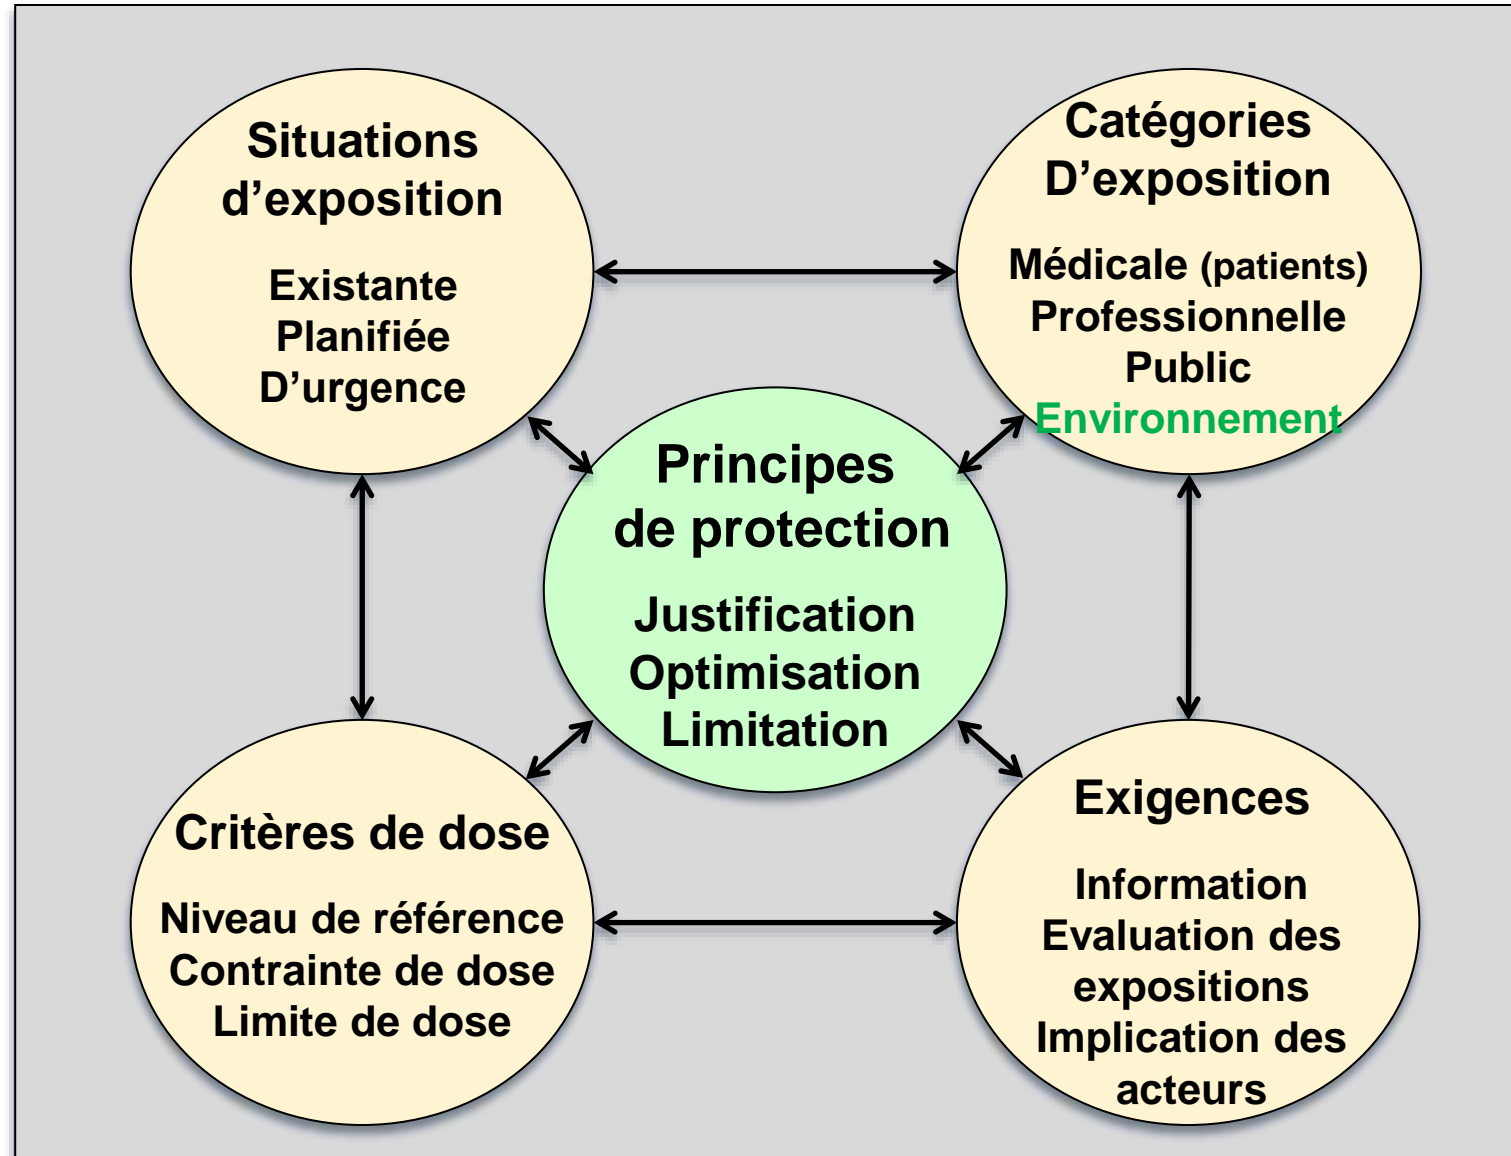 Situations
d’exposition
Existante
Planifiée
D’urgence
Catégories
D’exposition
Médicale (patients)
Professionnelle
Public
Environnement
Principes
de protection
Justification
Optimisation
Limitation
Critères de dose
Niveau de référence
Contrainte de dose
Limite de dose
Exigences
Information
Evaluation des
expositions
Implication des
acteurs